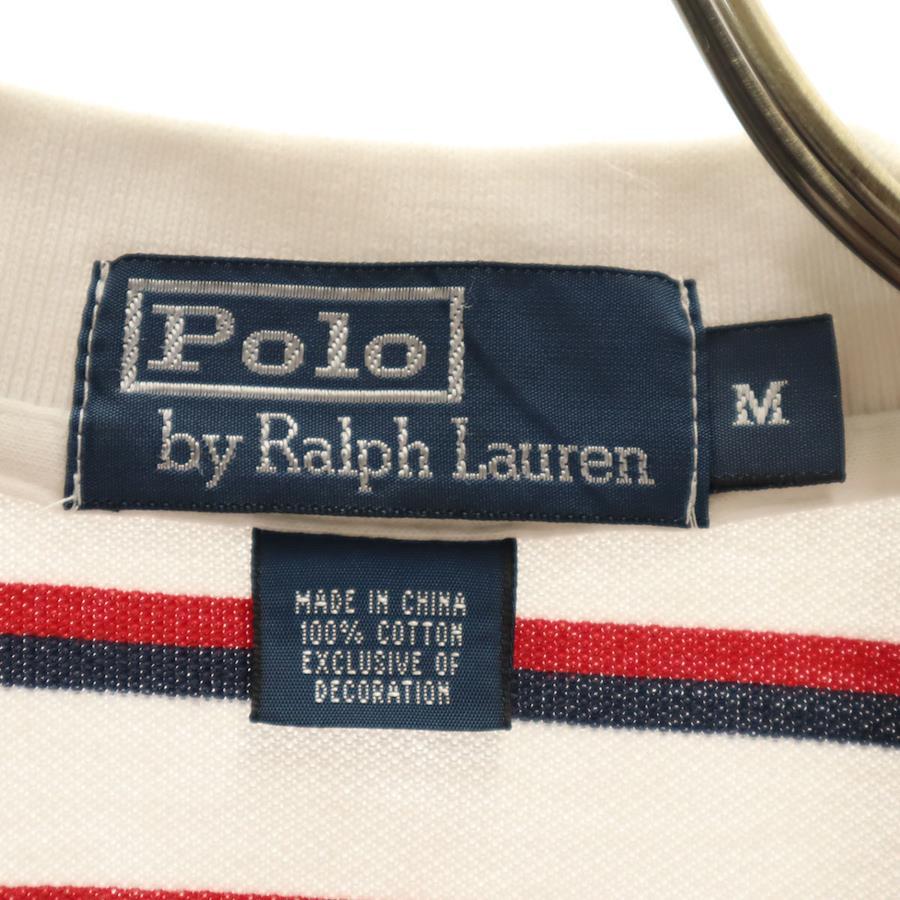 Polo
by Ralph Lauren
M
MADE IN CHINA
100% COTTON
EXCLUSIVE OF
DECORATION